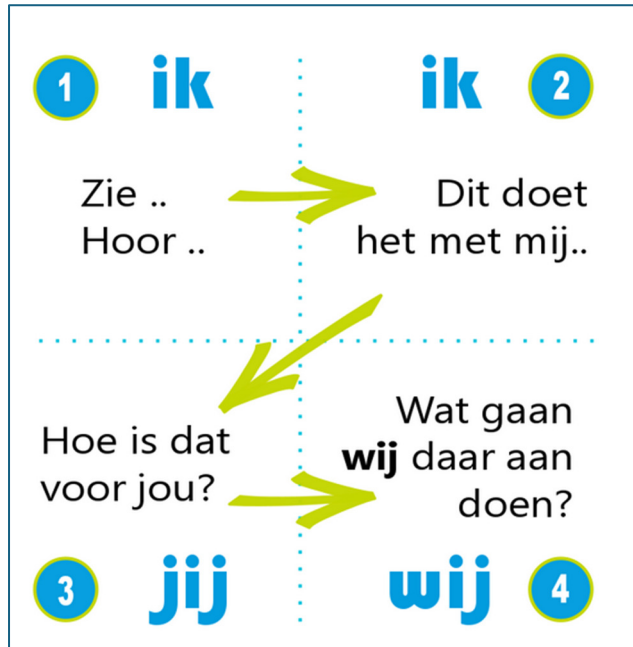 1 ik
Zie ..
Hoor ..
ik 2
Dit doet
het met mij..
Hoe is dat
voor jou?
3 jij
Wat gaan
wij daar aan
doen?
wij 4